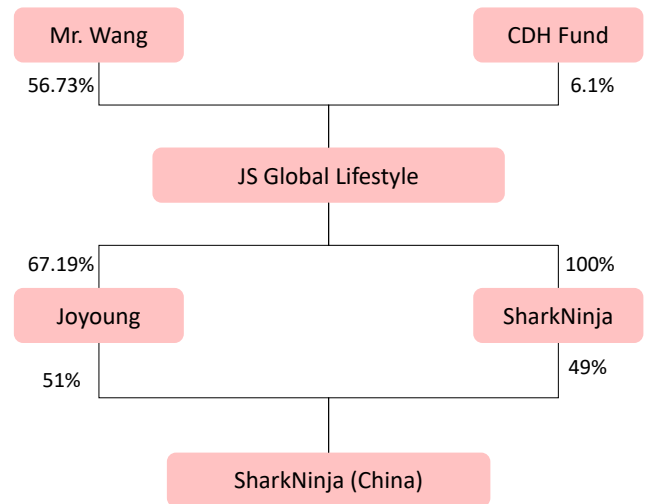 Mr. Wang
CDH Fund
56.73%
6.1%
JS Global Lifestyle
67.19%
100%
Joyoung
SharkNinja
51%
49%
SharkNinja (China)